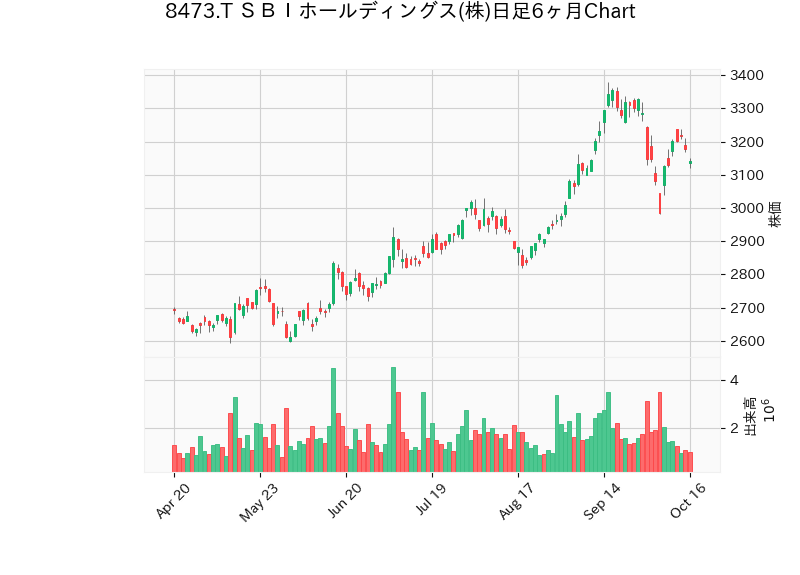 8473.T ＳＢＩホールディングス(株)日足6ヶ月Chart
3400
3300
3200
3100
3000
2900
2800
2700
2600
株価
4
2
出来高
10⁶
Apr 20
May 23
Jun 20
Jul 19
Aug 17
Sep 14
Oct 16